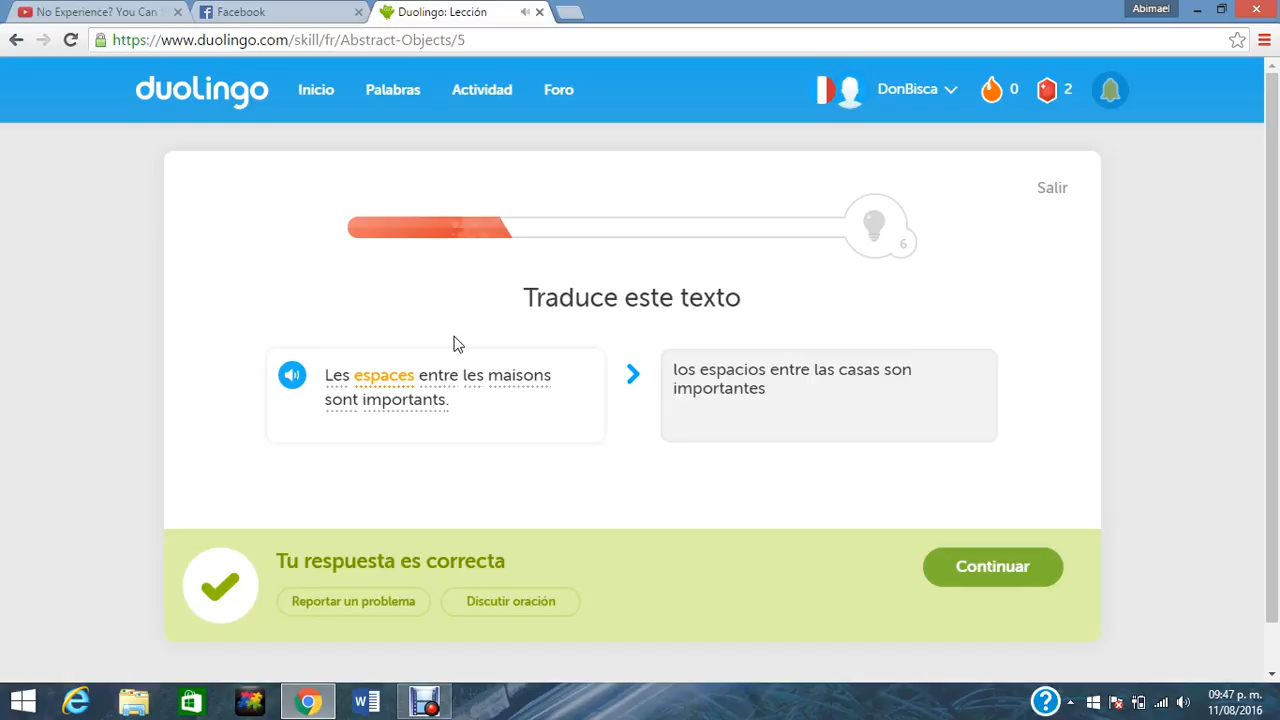 No Experience? You Can
Facebook
Duolingo: Lección
Abimael
https://www.duolingo.com/skill/fr/Abstract-Objects/5
duolingo
Inicio
Palabras
Actividad
Foro
DonBisca
0
2
Salir
6
Traduce este texto
Les espaces entre les maisons
sont importants.
los espacios entre las casas son
importantes
Tu respuesta es correcta
Reportar un problema
Discutir oración
Continuar
09:47 p. m.
11/08/2016